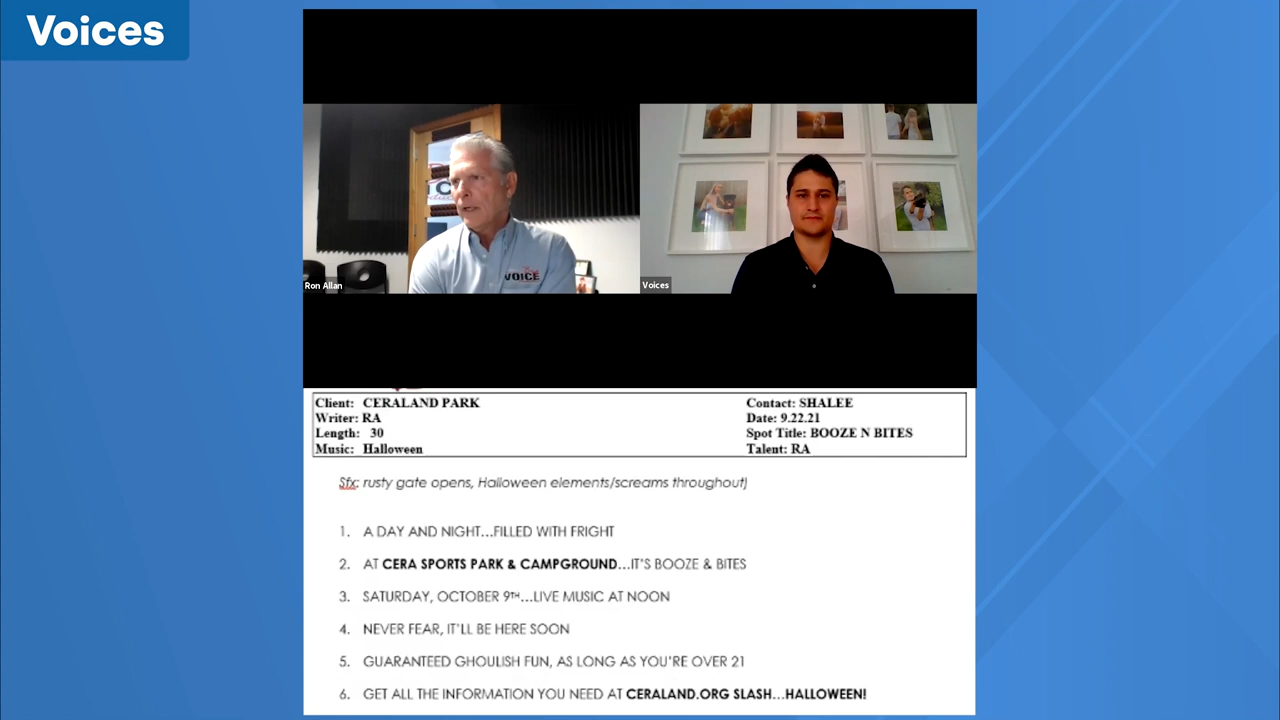 Voices
VOICE
Ron Allan
Voices
Client: CERALAND PARK
Contact: SHALEE
Writer: RA
Date: 9.22.21
Length: 30
Spot Title: BOOZE N BITES
Music: Halloween
Talent: RA
Sfx: rusty gate opens, Halloween elements/screams throughout)
1. A DAY AND NIGHT...FILLED WITH FRIGHT
2. AT CERA SPORTS PARK & CAMPGROUND...IT'S BOOZE & BITES
3. SATURDAY, OCTOBER 9TH...LIVE MUSIC AT NOON
4. NEVER FEAR, IT'LL BE HERE SOON
5. GUARANTEED GHOULISH FUN, AS LONG AS YOU'RE OVER 21
6. GET ALL THE INFORMATION YOU NEED AT CERALAND.ORG SLASH...HALLOWEEN!